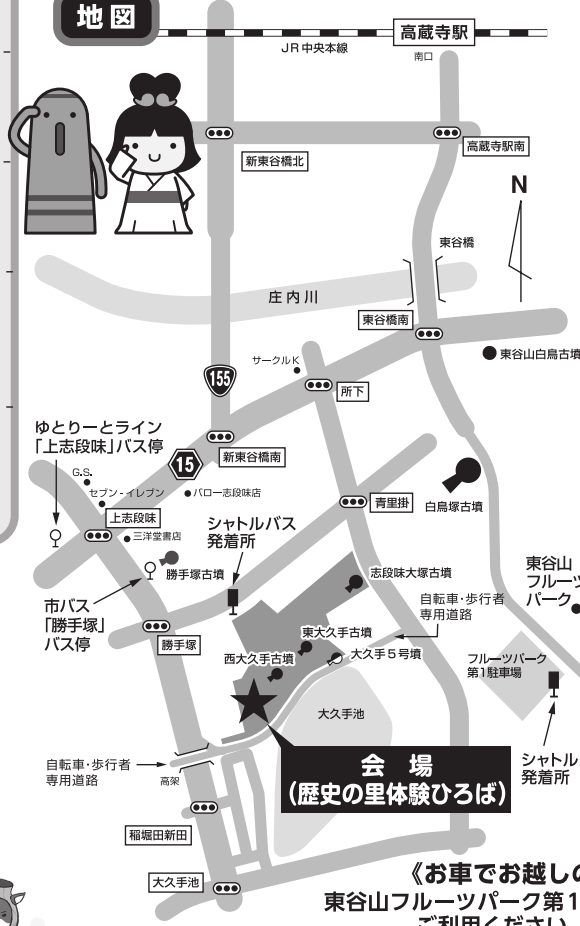 地図
高蔵寺駅
JR中央本線
南口
新東谷橋北
高蔵寺駅南
N
東谷橋
庄内川
東谷橋南
東谷山白鳥古墳
サークルK
155
所下
ゆとりーとライン
「上志段味」バス停
新東谷橋南
15
G.S.
セブン-イレブン
バロー志段味店
青里掛
白鳥塚古墳
上志段味
三洋堂書店
シャトルバス
発着所
勝手塚古墳
志段味大塚古墳
東谷山
フルーツ
パーク
自転車・歩行者
専用道路
市バス
「勝手塚」
バス停
勝手塚
東大久手古墳
西大久手古墳
大久手5号墳
フルーツパーク
第1駐車場
大久手池
自転車・歩行者
専用道路
高架
会場
(歴史の里体験ひろば)
シャトル
発着所
稲堀田新田
大久手池
《お車でお越しの
東谷山フルーツパーク第1
ご利用ください